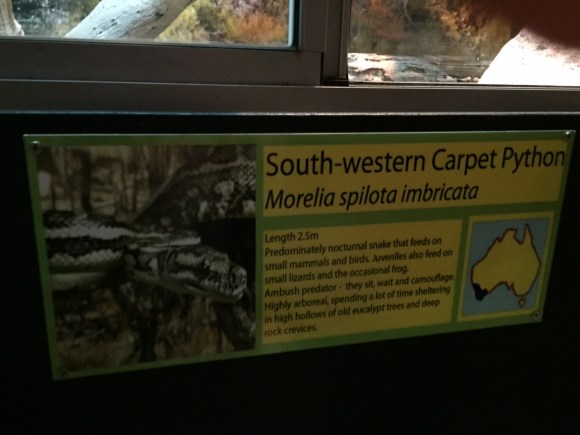 South-western Carpet Python
Morelia spilota imbricata
Length 2.5m
Predominately nocturnal snake that feeds on
small mammals and birds. Juveniles also feed on
small lizards and the occasional frog.
Ambush predator - they sit, wait and camouflage.
Highly arboreal, spending a lot of time sheltering
in high hollows of old eucalypt trees and deep
rock crevices.